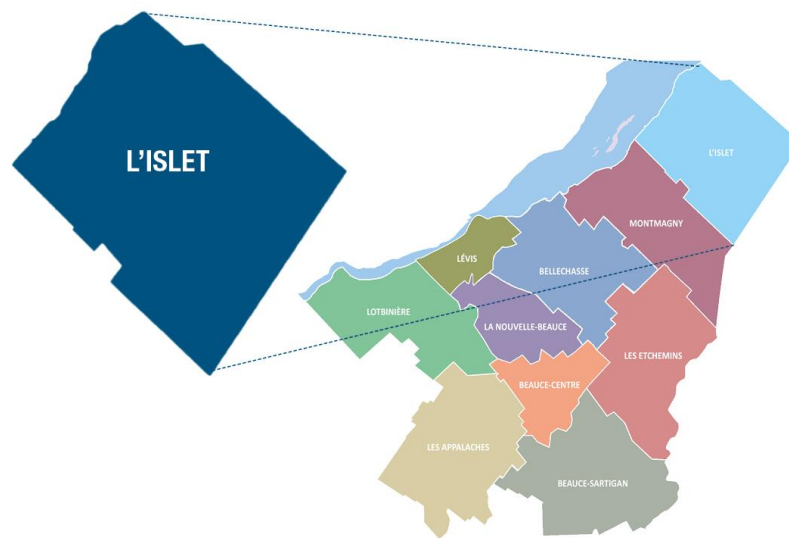 L'ISLET
L'ISLET
MONTMAGNY
LÉVIS
BELLECHASSE
LOTBINIÈRE
LA NOUVELLE-BEAUCE
LES ETCHEMINS
BEAUCE-CENTRE
LES APPALACHES
BEAUCE-SARTIGAN